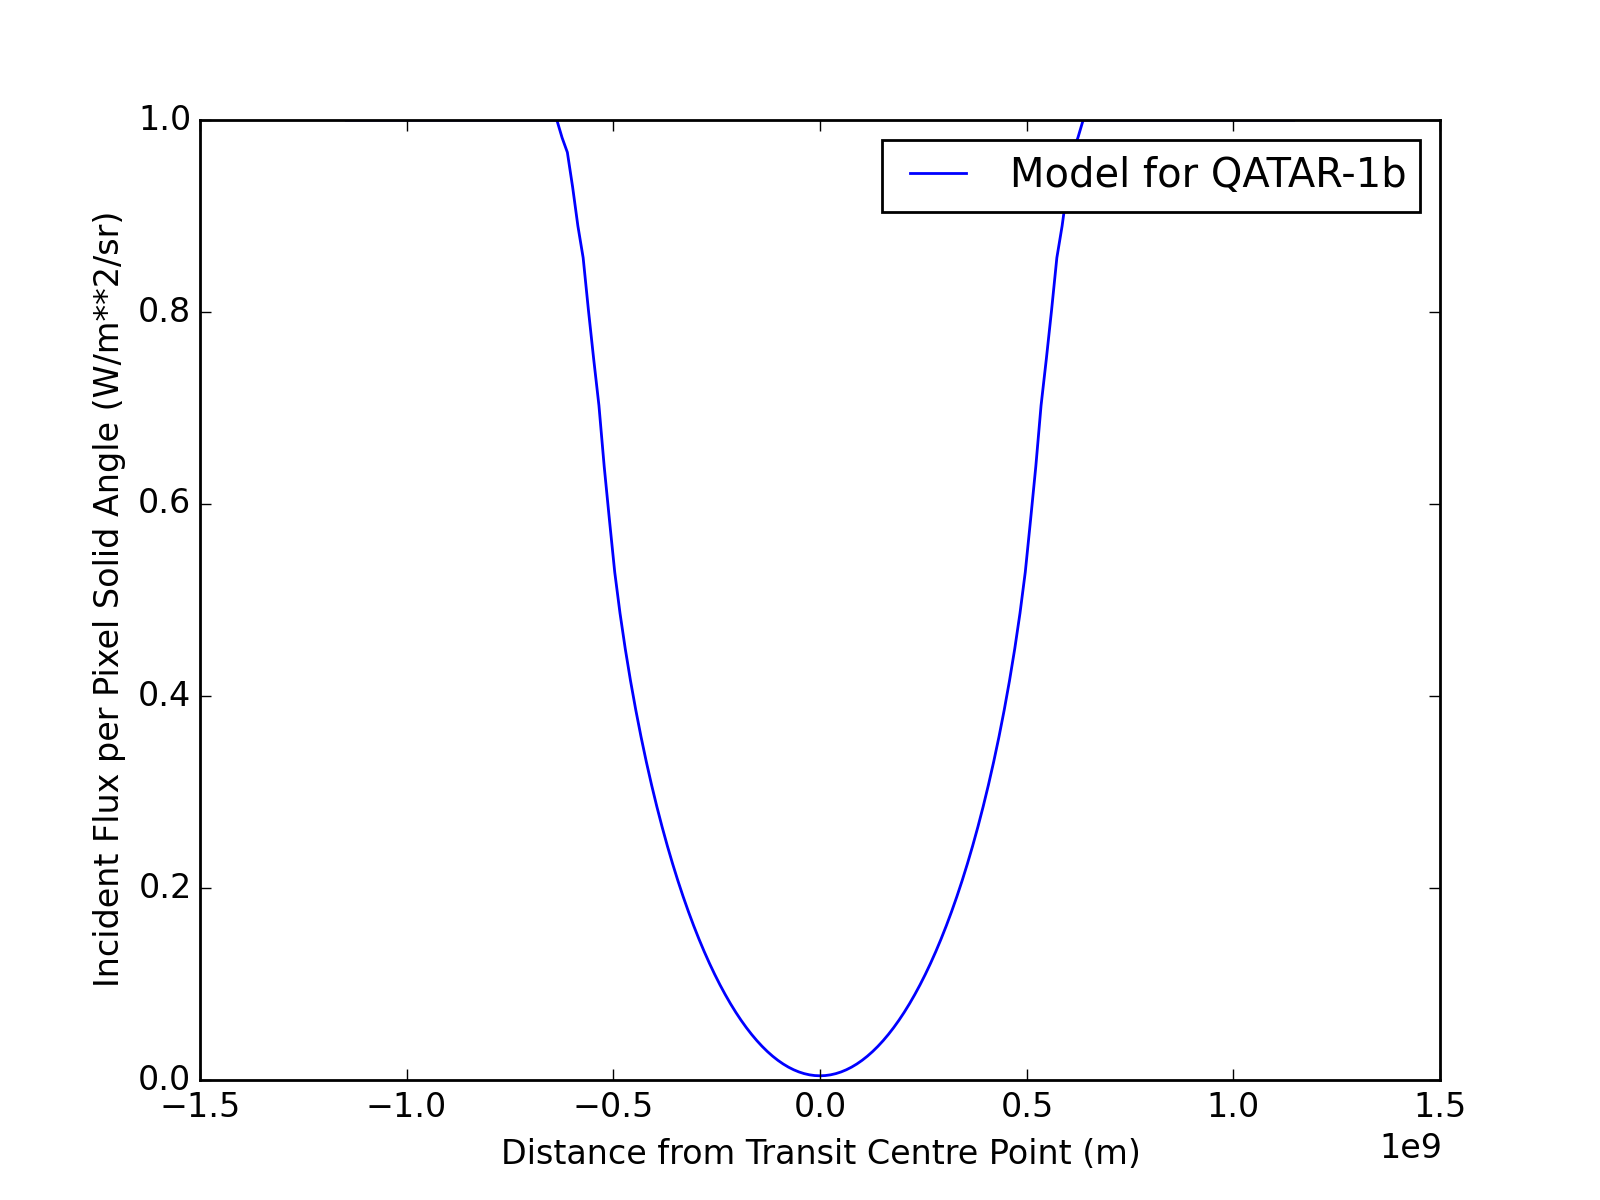 Model for QATAR-1b
Incident Flux per Pixel Solid Angle (W/m**2/sr)
1.0
0.8
0.6
0.4
0.2
0.0
−1.5 −1.0 −0.5 0.0 0.5 1.0 1.5
1e9
Distance from Transit Centre Point (m)